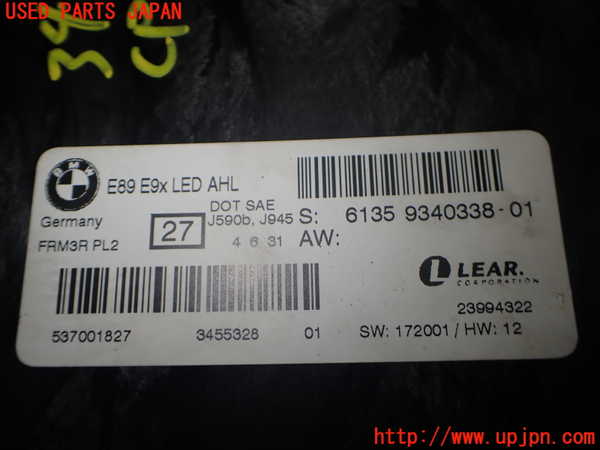 USED PARTS JAPAN
BMW
E89 E9x LED AHL
Germany
27
DOT SAE
J590b, J945
S: 6135 9340338-01
FRM3R PL2
4 6 31
AW:
LEAR.
CORPORATION
23994322
537001827 3455328 01
SW: 172001 / HW: 12
UPJ http://www.upjpn.com/